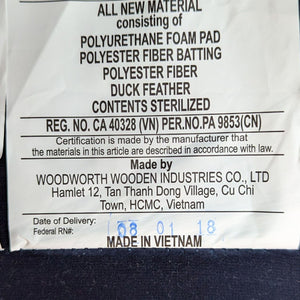 ALL NEW MATERIAL
consisting of
POLYURETHANE FOAM PAD
POLYESTER FIBER BATTING
POLYESTER FIBER
DUCK FEATHER
CONTENTS STERILIZED
REG. NO. CA 40328 (VN) PER.NO.PA 9853(CN)
Certification is made by the manufacturer that
the materials in this article are described in accordance with law.
Made by
WOODWORTH WOODEN INDUSTRIES CO., LTD
Hamlet 12, Tan Thanh Dong Village, Cu Chi
Town, HCMC, Vietnam
Date of Delivery: 08 01 18
Federal RN#:
MADE IN VIETNAM